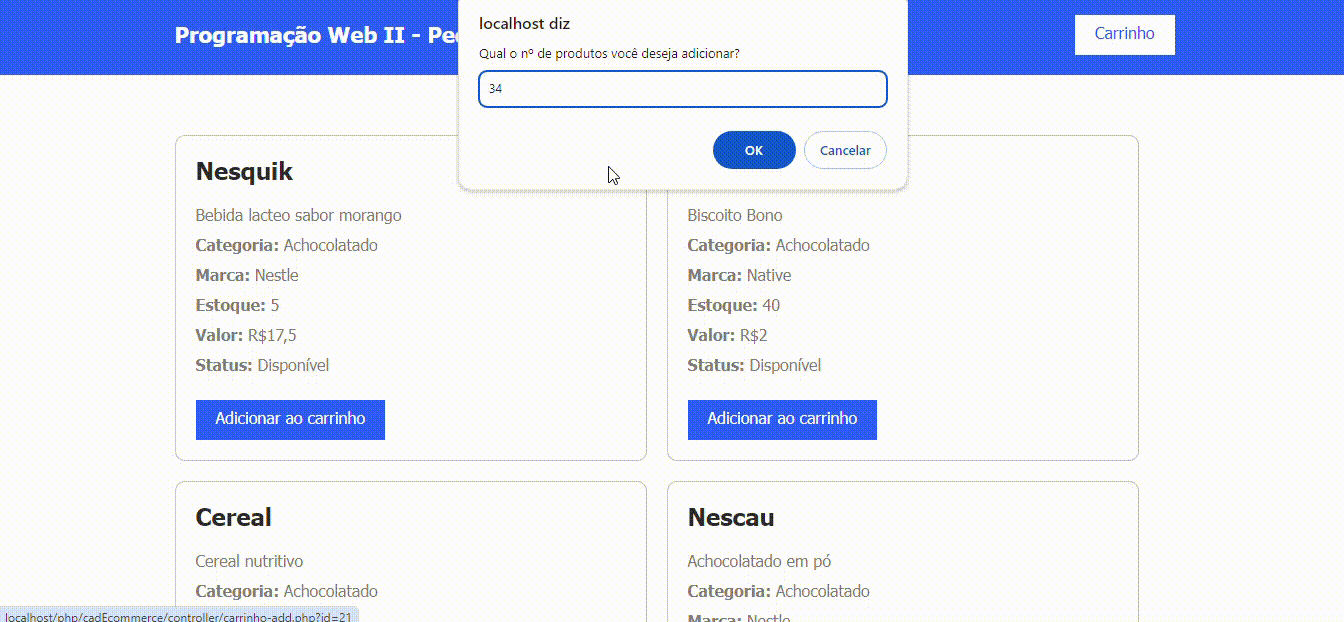 Programação Web II - Pe
Carrinho
localhost diz
Qual o nº de produtos você deseja adicionar?
34
OK
Cancelar
Nesquik
Bebida lacteo sabor morango
Categoria: Achocolatado
Marca: Nestle
Estoque: 5
Valor: R$17,5
Status: Disponível
Adicionar ao carrinho
Biscoito Bono
Categoria: Achocolatado
Marca: Native
Estoque: 40
Valor: R$2
Status: Disponível
Adicionar ao carrinho
Cereal
Cereal nutritivo
Categoria: Achocolatado
Nescau
Achocolatado em pó
Categoria: Achocolatado
Marca: Nestle
localhost/php/cadEcommerce/controller/carrinho-add.php?id=21